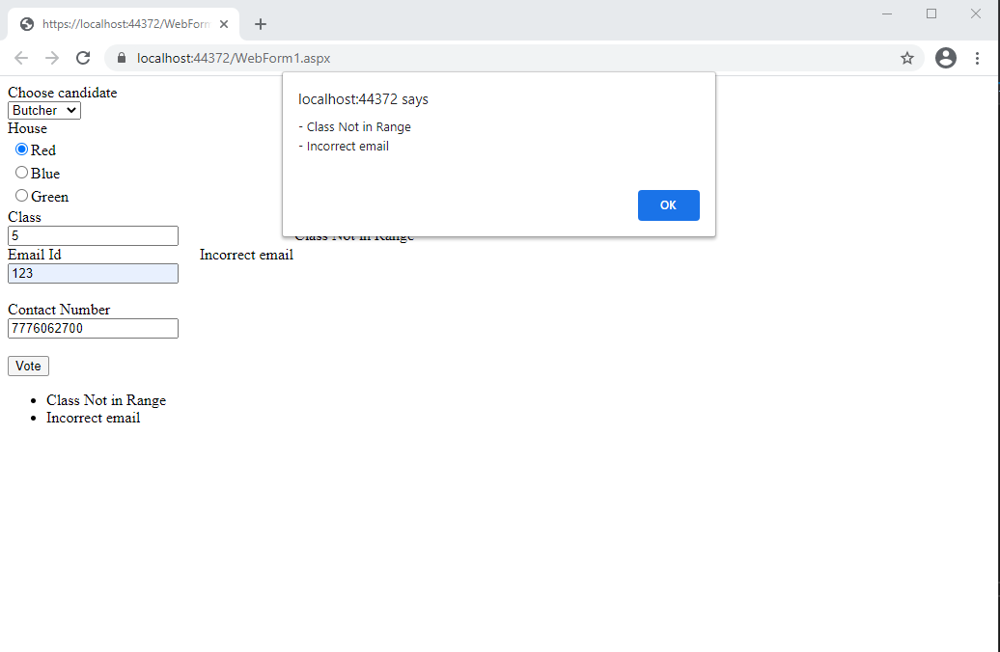 https://localhost:44372/WebForm
localhost:44372/WebForm1.aspx
localhost:44372 says
- Class Not in Range
- Incorrect email
OK
Choose candidate
Butcher
House
Red
Blue
Green
Class
5
Class Not in Range
Email Id
Incorrect email
123
Contact Number
7776062700
Vote
• Class Not in Range
• Incorrect email